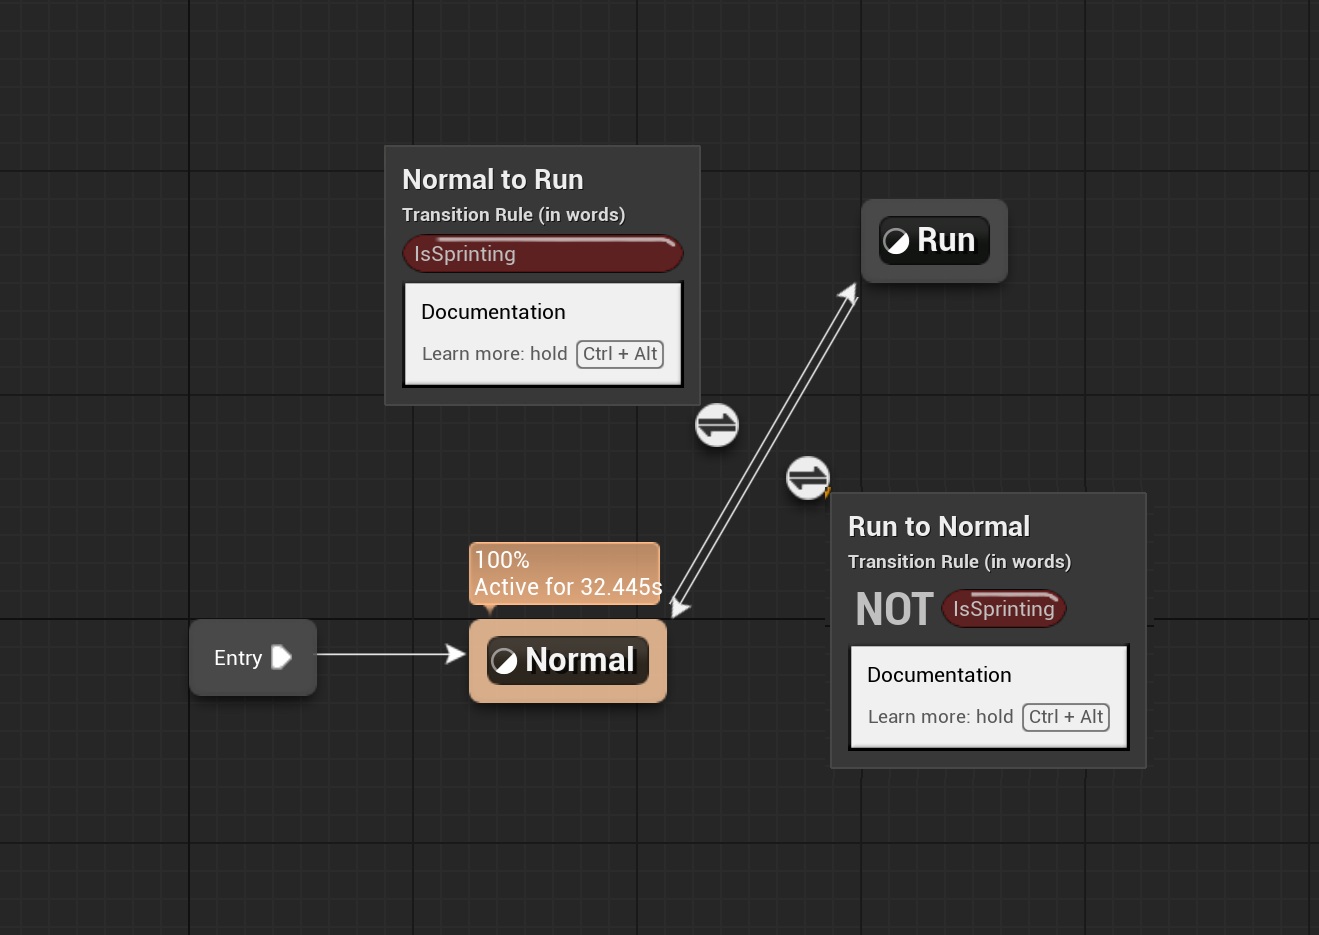 Normal to Run
Transition Rule (in words)
IsSprinting
Documentation
Learn more: hold Ctrl + Alt
Run
100%
Active for 32.445s
Entry
Normal
Run to Normal
Transition Rule (in words)
NOT IsSprinting
Documentation
Learn more: hold Ctrl + Alt